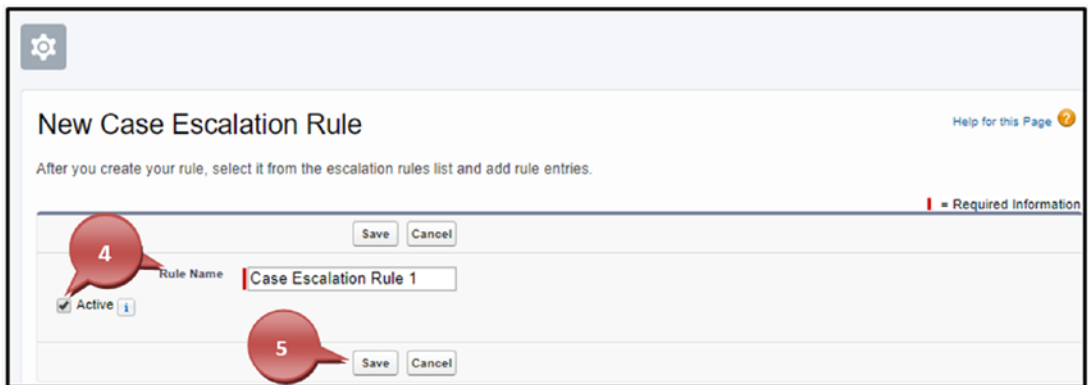 New Case Escalation Rule
Help for this Page ?
After you create your rule, select it from the escalation rules list and add rule entries.
= Required Information
Save Cancel
4
Rule Name Case Escalation Rule 1
Active i
5
Save Cancel